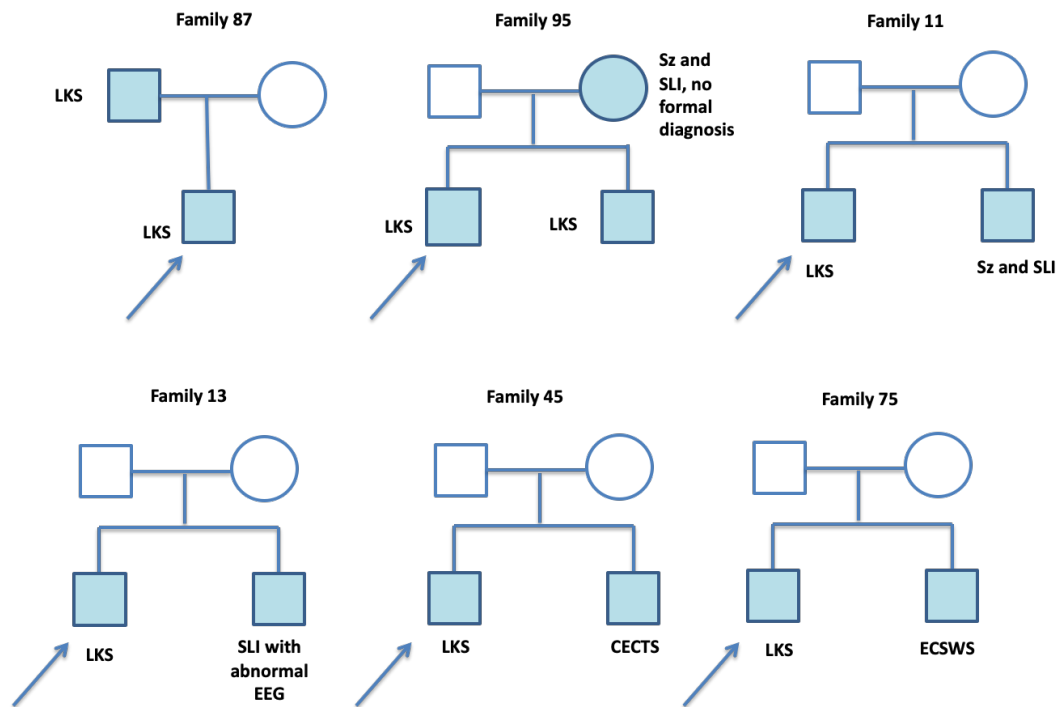 Family 87
Family 95
Family 11
LKS
Sz and
SLI, no
formal
diagnosis
LKS
LKS
LKS
LKS
Sz and SLI
Family 13
Family 45
Family 75
LKS
SLI with
abnormal
EEG
LKS
CECTS
LKS
ECSWS